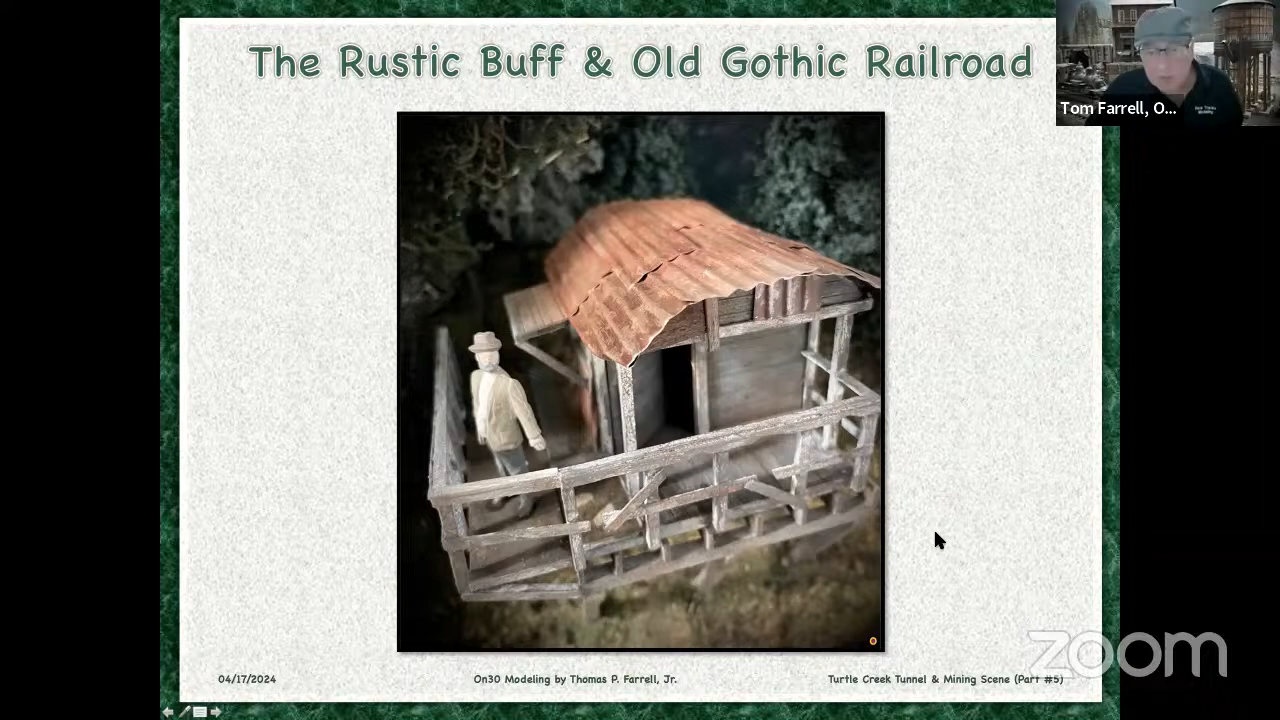 The Rustic Buff & Old Gothic Railroad
Tom Farrell, O...
04/17/2024
On30 Modeling by Thomas P. Farrell, Jr.
Turtle Creek Tunnel & Mining Scene (Part #5)
zoom